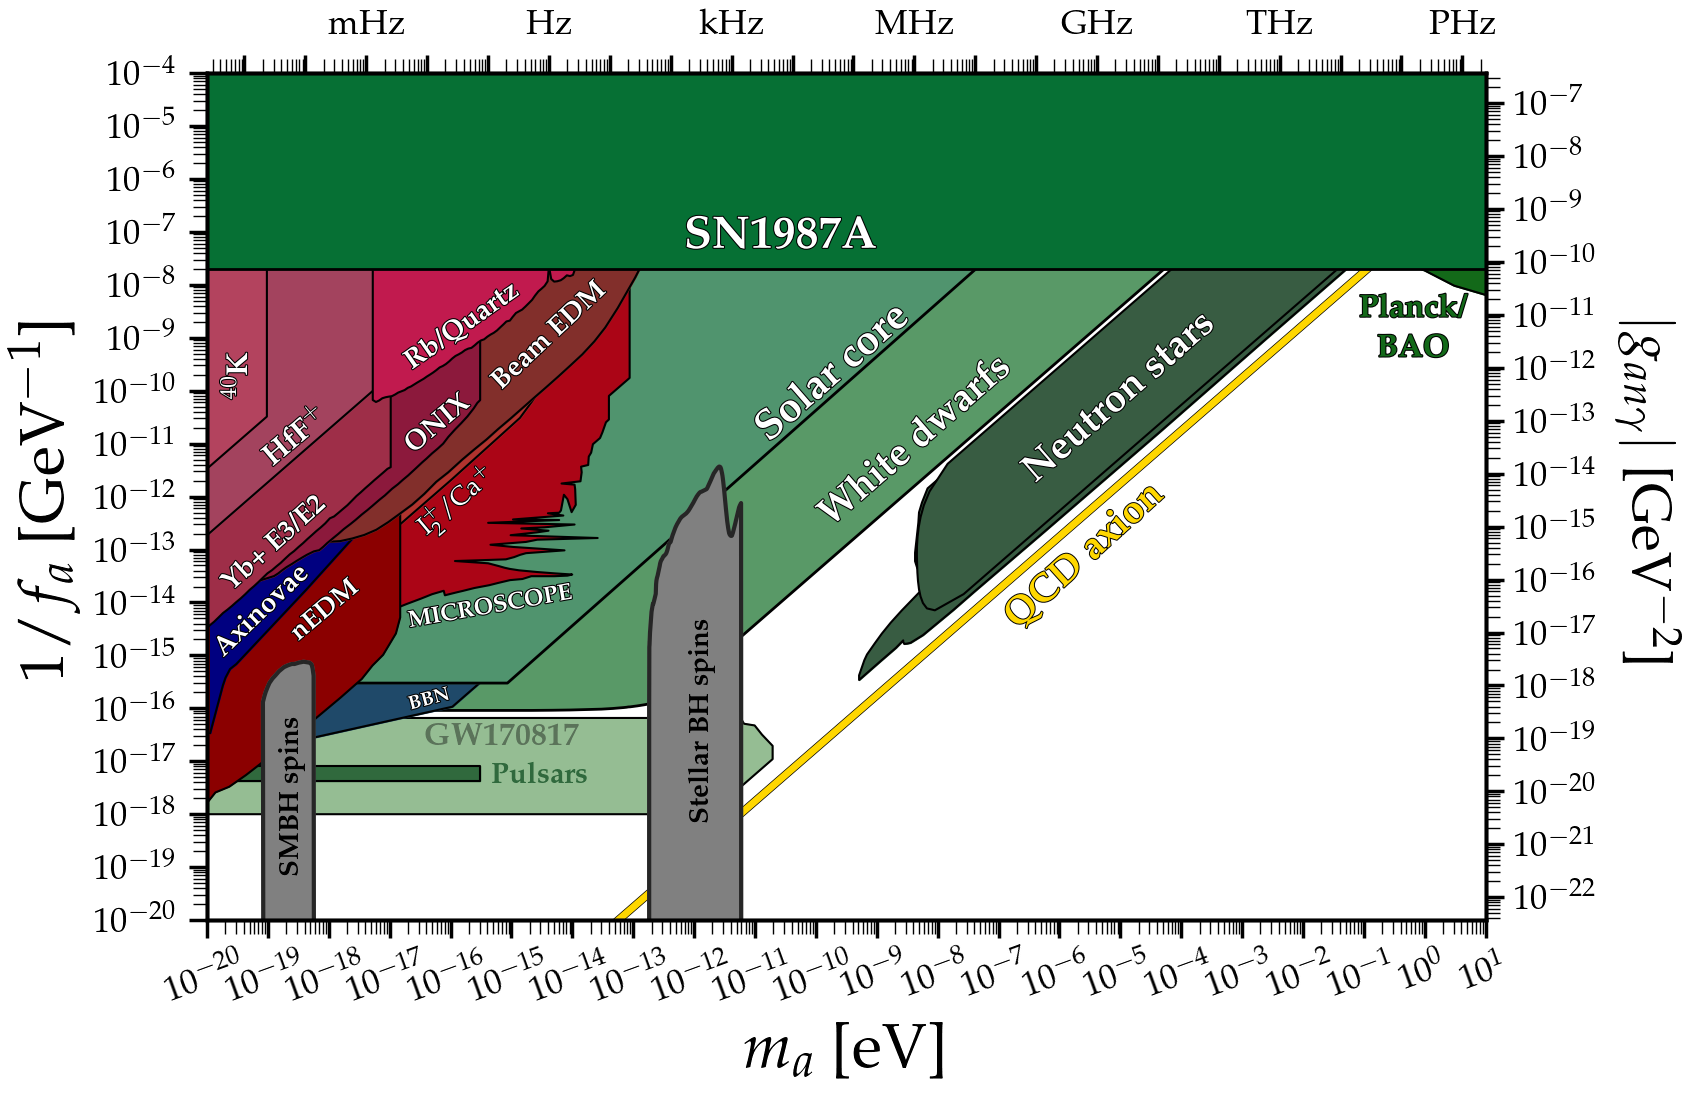 mHz Hz kHz MHz GHz THz PHz
10⁻⁴
10⁻⁵
10⁻⁶
10⁻⁷
10⁻⁸
10⁻⁹
10⁻¹⁰
10⁻¹¹
10⁻¹²
10⁻¹³
10⁻¹⁴
10⁻¹⁵
10⁻¹⁶
10⁻¹⁷
10⁻¹⁸
10⁻¹⁹
10⁻²⁰
1/fₐ [GeV⁻¹]
SN1987A
⁴⁰K
HfF⁺
Rb/Quartz
Beam EDM
ONIX
Yb+ E3/E2
I₂⁺/Ca⁺
Axinovae
nEDM
MICROSCOPE
BBN
Solar core
White dwarfs
Neutron stars
QCD axion
Planck/
BAO
GW170817
Pulsars
SMBH spins
Stellar BH spins
10⁻⁷
10⁻⁸
10⁻⁹
10⁻¹⁰
10⁻¹¹
10⁻¹²
10⁻¹³
10⁻¹⁴
10⁻¹⁵
10⁻¹⁶
10⁻¹⁷
10⁻¹⁸
10⁻¹⁹
10⁻²⁰
10⁻²¹
10⁻²²
|g_{anγ}| [GeV⁻²]
10⁻²⁰ 10⁻¹⁹ 10⁻¹⁸ 10⁻¹⁷ 10⁻¹⁶ 10⁻¹⁵ 10⁻¹⁴ 10⁻¹³ 10⁻¹² 10⁻¹¹ 10⁻¹⁰ 10⁻⁹ 10⁻⁸ 10⁻⁷ 10⁻⁶ 10⁻⁵ 10⁻⁴ 10⁻³ 10⁻² 10⁻¹ 10⁰ 10¹
mₐ [eV]